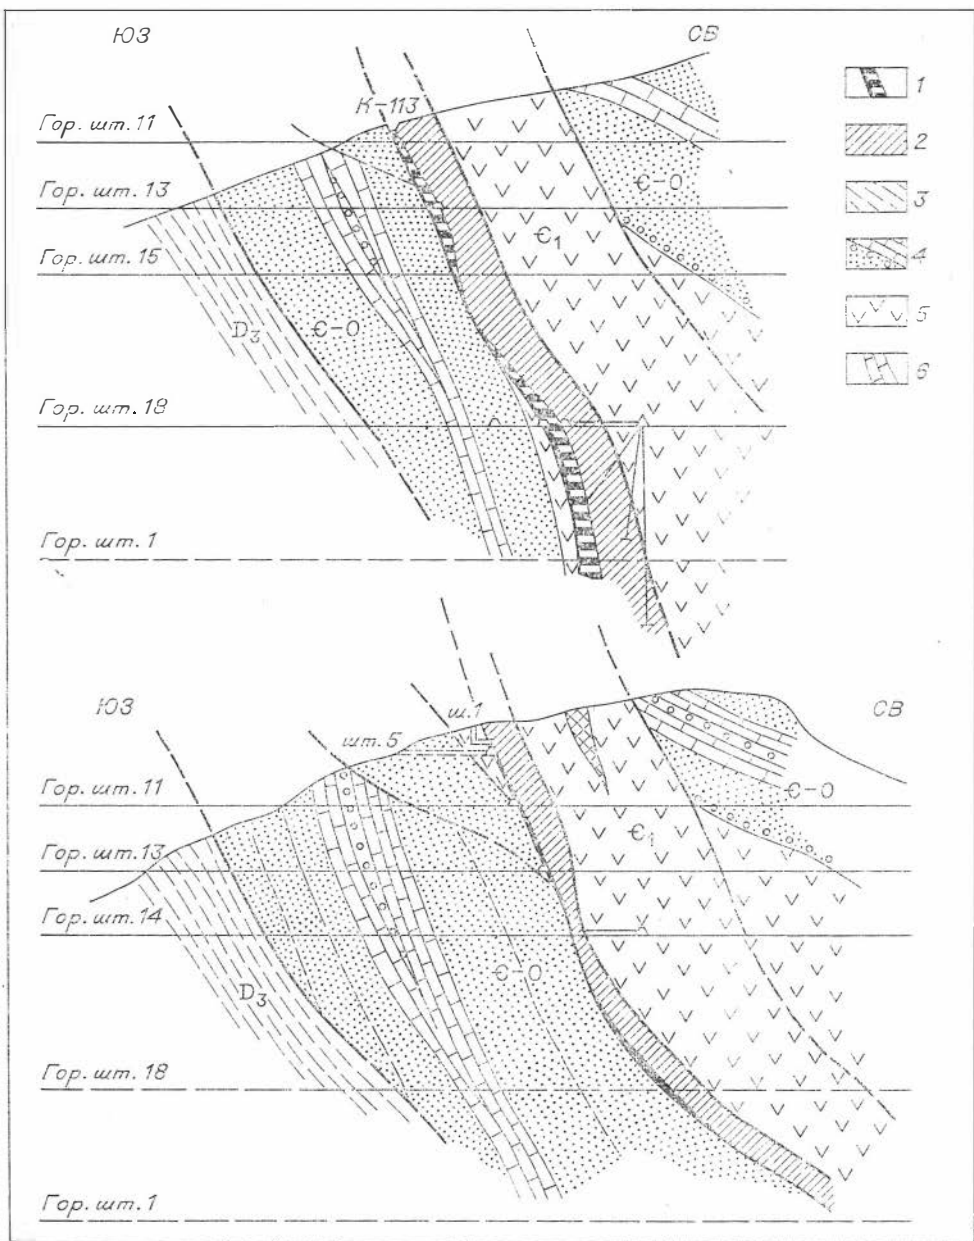 ЮЗ
СВ
К-113
Гор. шт. 11
1
2
Гор. шт. 13
Є-О
3
Є₁
Гор. шт. 15
4
D₃
Є-О
5
6
Гор. шт. 18
Гор. шт. 1
ЮЗ
СВ
ш.1
шт. 5
Гор. шт. 11
Є-О
Є₁
Гор. шт. 13
Гор. шт. 14
Є-О
D₃
Гор. шт. 18
Гор. шт. 1